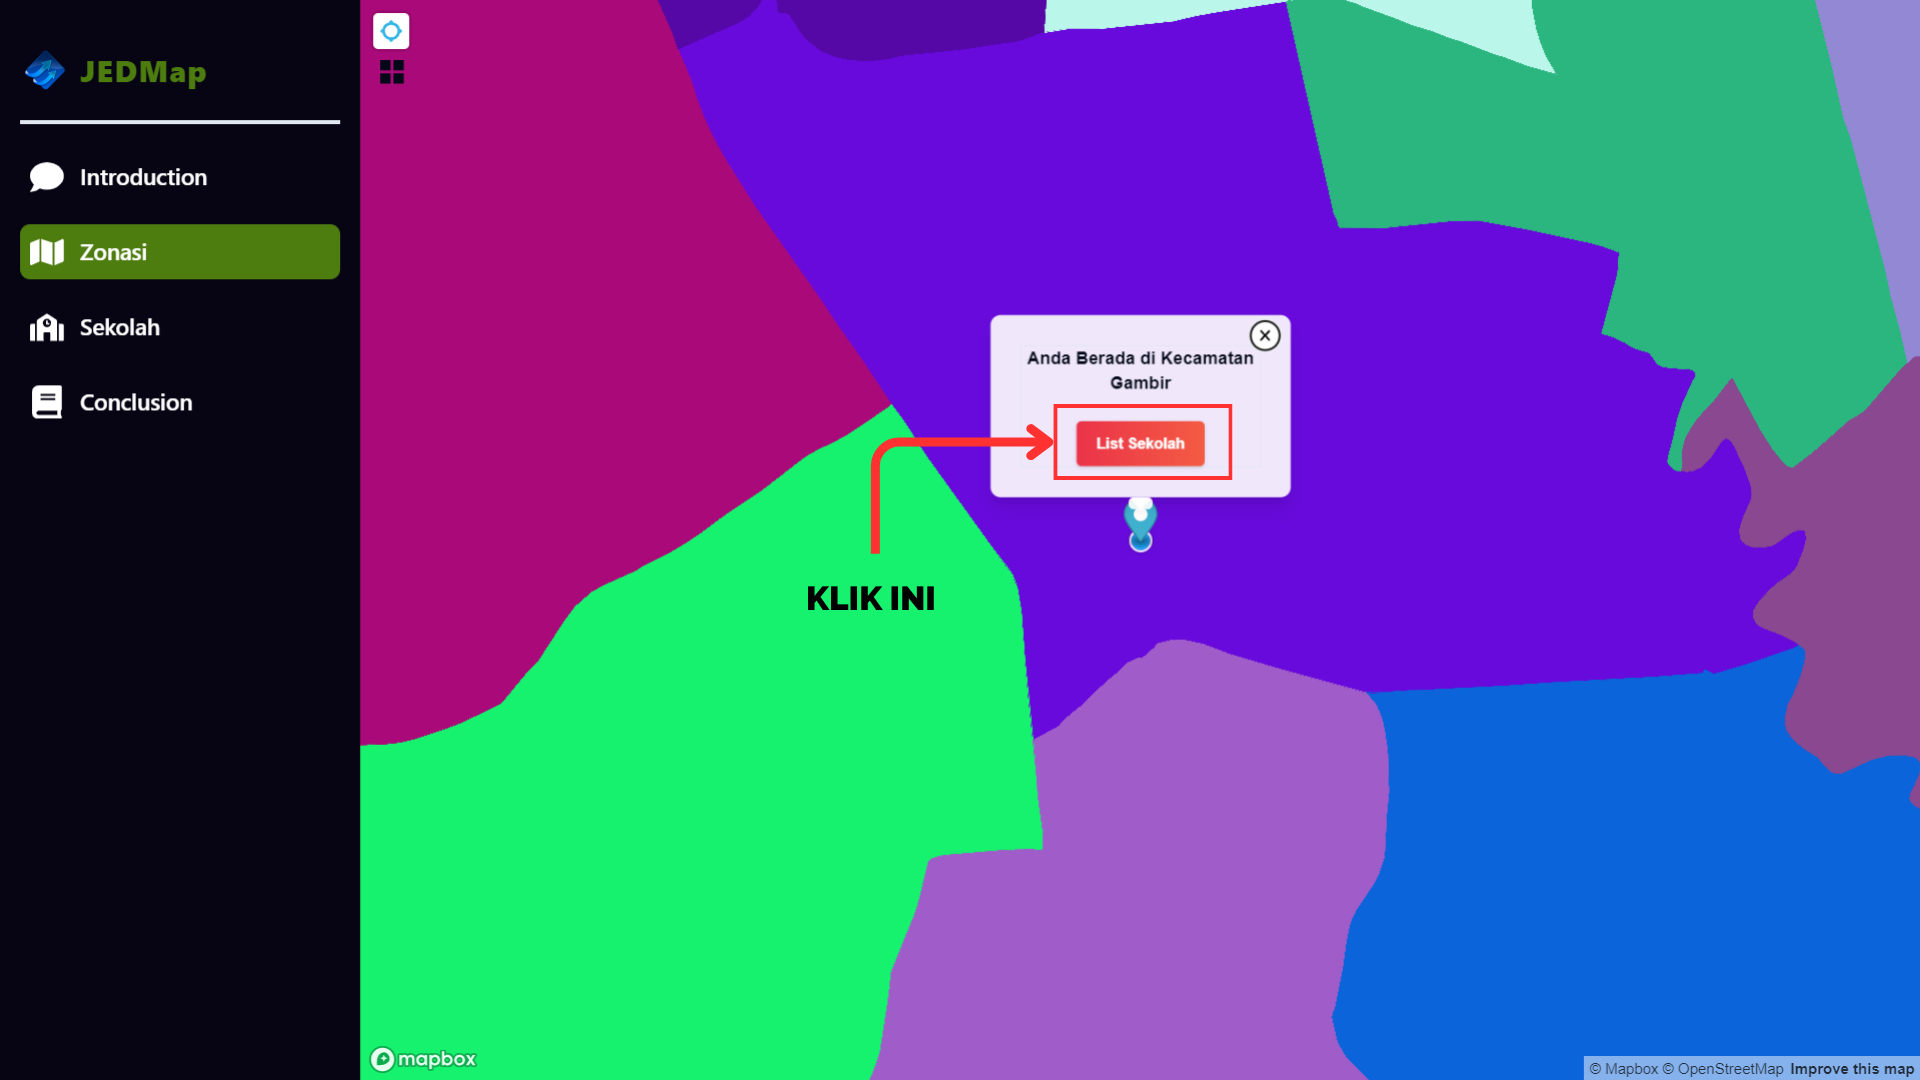 JEDMap
Introduction
Zonasi
Sekolah
Conclusion
Anda Berada di Kecamatan
Gambir
List Sekolah
KLIK INI
mapbox
© Mapbox © OpenStreetMap Improve this map